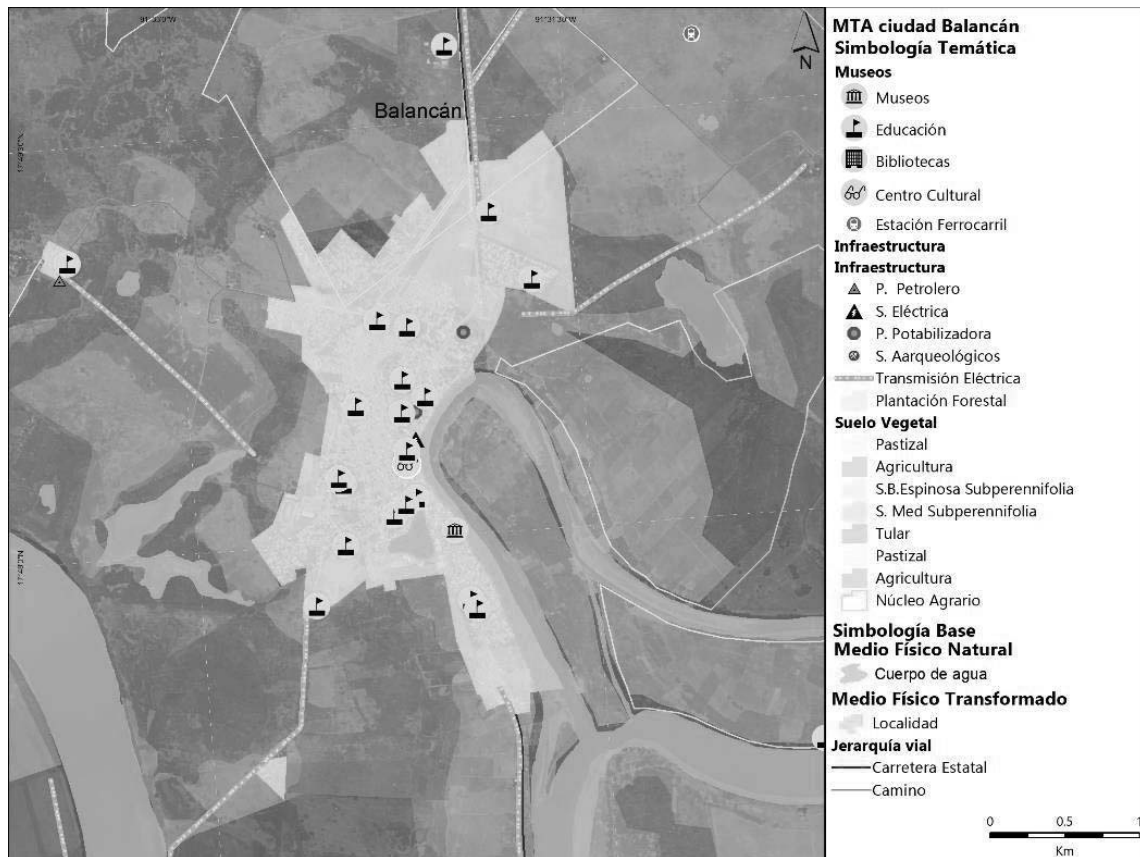 Balancán
N
MTA ciudad Balancán
Simbología Temática
Museos
Museos
Educación
Bibliotecas
Centro Cultural
Estación Ferrocarril
Infraestructura
Infraestructura
P. Petrolero
S. Eléctrica
P. Potabilizadora
S. Aarqueológicos
Transmisión Eléctrica
Plantación Forestal
Suelo Vegetal
Pastizal
Agricultura
S.B.Espinosa Subperennifolia
S. Med Subperennifolia
Tular
Pastizal
Agricultura
Núcleo Agrario
Simbología Base
Medio Físico Natural
Cuerpo de agua
Medio Físico Transformado
Localidad
Jerarquía vial
Carretera Estatal
Camino
0 0.5 1
Km